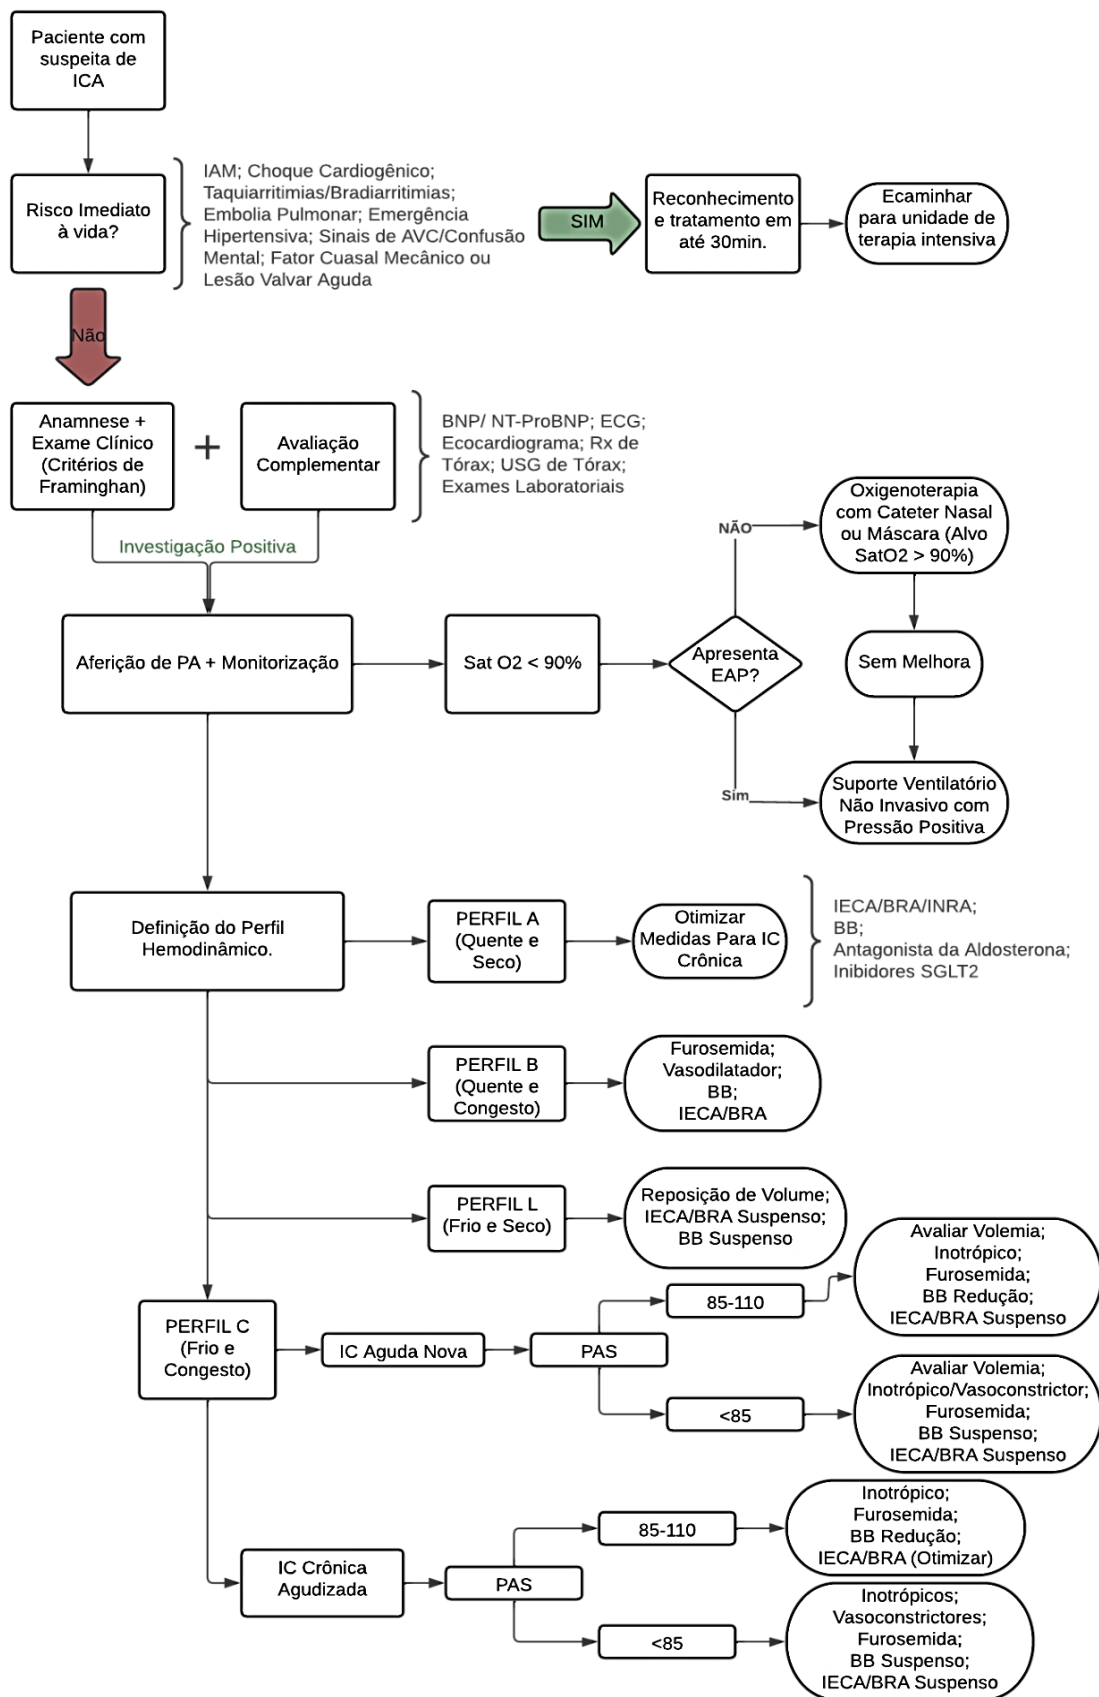 Paciente com
suspeita de
ICA
Risco Imediato
à vida?
IAM; Choque Cardiogênico;
Taquiarritimias/Bradiarritimias;
Embolia Pulmonar; Emergência
Hipertensiva; Sinais de AVC/Confusão
Mental; Fator Cuasal Mecânico ou
Lesão Valvar Aguda
SIM
Reconhecimento
e tratamento em
até 30min.
Ecaminhar
para unidade de
terapia intensiva
Não
Anamnese +
Exame Clínico
(Critérios de
Framinghan)
+
Avaliação
Complementar
BNP/ NT-ProBNP; ECG;
Ecocardiograma; Rx de
Tórax; USG de Tórax;
Exames Laboratoriais
Investigação Positiva
Aferição de PA + Monitorização
Sat O2 < 90%
Apresenta
EAP?
NÃO
Oxigenoterapia
com Cateter Nasal
ou Máscara (Alvo
SatO2 > 90%)
Sem Melhora
Sim
Suporte Ventilatório
Não Invasivo com
Pressão Positiva
Definição do Perfil
Hemodinâmico.
PERFIL A
(Quente e
Seco)
Otimizar
Medidas Para IC
Crônica
IECA/BRA/INRA;
BB;
Antagonista da Aldosterona;
Inibidores SGLT2
PERFIL B
(Quente e
Congesto)
Furosemida;
Vasodilatador;
BB;
IECA/BRA
PERFIL L
(Frio e Seco)
Reposição de Volume;
IECA/BRA Suspenso;
BB Suspenso
PERFIL C
(Frio e
Congesto)
IC Aguda Nova
PAS
85-110
Avaliar Volemia;
Inotrópico;
Furosemida;
BB Redução;
IECA/BRA Suspenso
<85
Avaliar Volemia;
Inotrópico/Vasoconstrictor;
Furosemida;
BB Suspenso;
IECA/BRA Suspenso
IC Crônica
Agudizada
PAS
85-110
Inotrópico;
Furosemida;
BB Redução;
IECA/BRA (Otimizar)
<85
Inotrópicos;
Vasoconstrictores;
Furosemida;
BB Suspenso;
IECA/BRA Suspenso